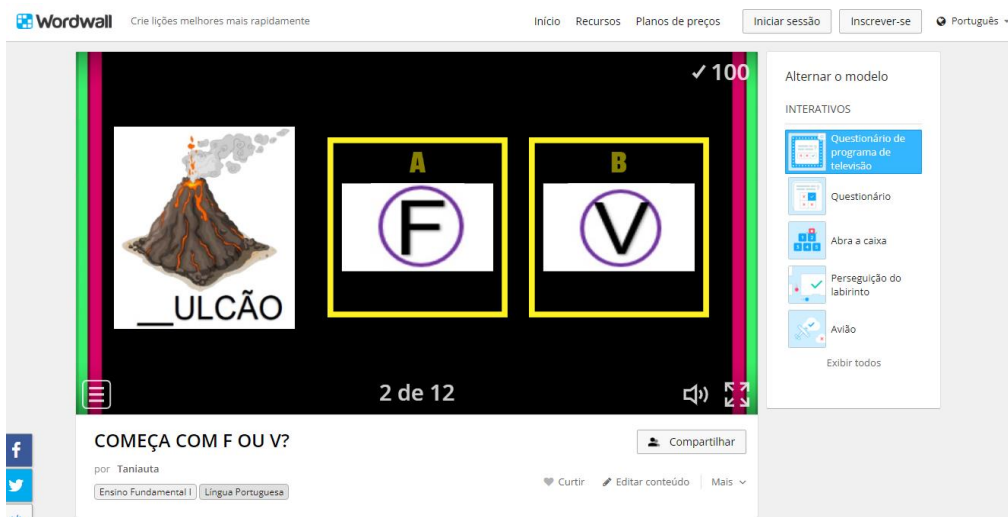 Wordwall Crie lições melhores mais rapidamente Início Recursos Planos de preços Iniciar sessão Inscrever-se Português
✓ 100
A B
F V
__ULCÃO
2 de 12
Alternar o modelo
INTERATIVOS
Questionário de
programa de
televisão
Questionário
Abra a caixa
Perseguição do
labirinto
Avião
Exibir todos
COMEÇA COM F OU V?
Compartilhar
por Taniauta
Ensino Fundamental I Língua Portuguesa
Curtir Editar conteúdo Mais